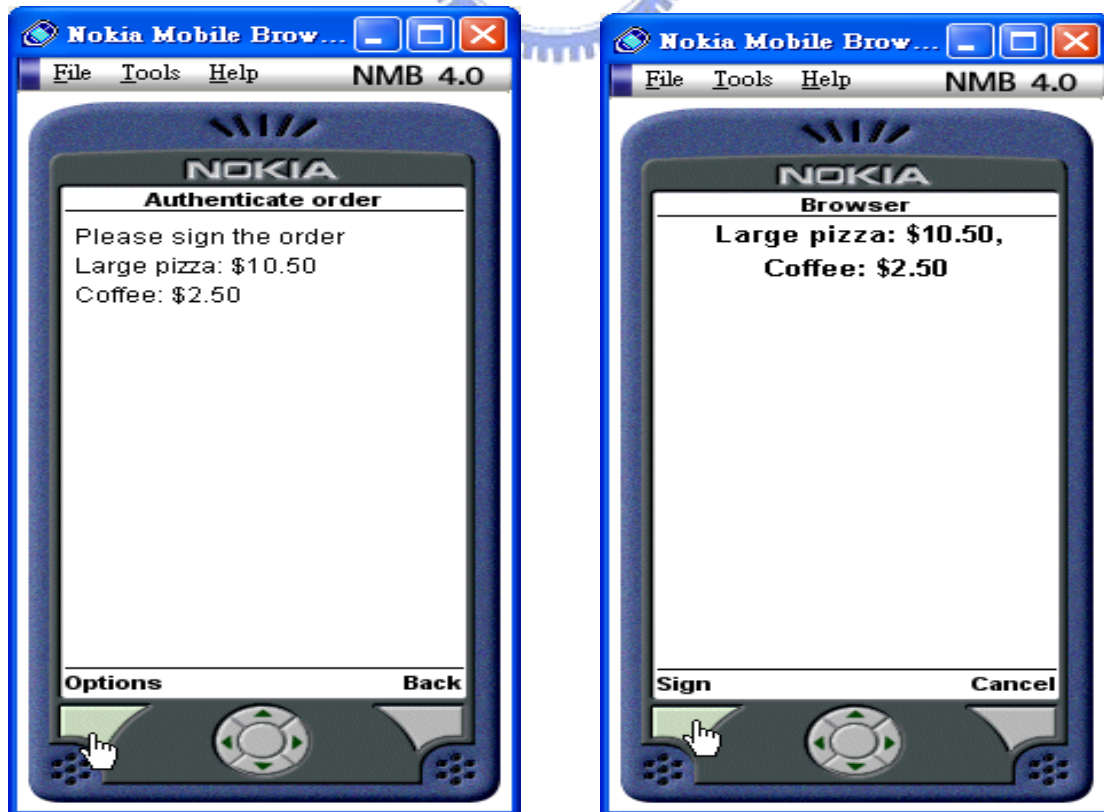 Nokia Mobile Brow...
File Tools Help NMB 4.0
NOKIA
Authenticate order
Please sign the order
Large pizza: $10.50
Coffee: $2.50
Options Back
Nokia Mobile Brow...
File Tools Help NMB 4.0
NOKIA
Browser
Large pizza: $10.50,
Coffee: $2.50
Sign Cancel